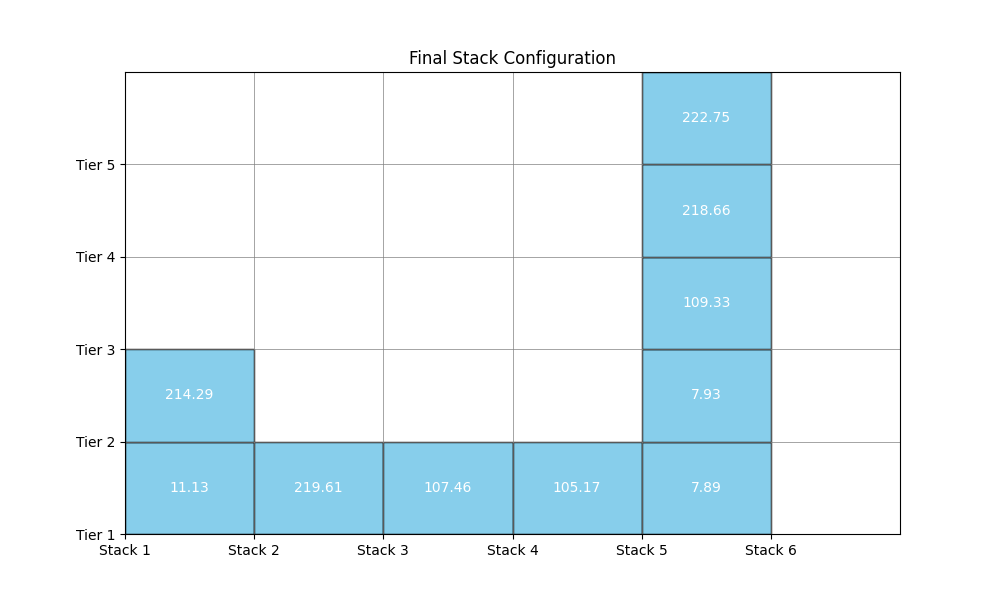 Final Stack Configuration
222.75
Tier 5
218.66
Tier 4
109.33
Tier 3
214.29
7.93
Tier 2
11.13 219.61 107.46 105.17 7.89
Tier 1
Stack 1 Stack 2 Stack 3 Stack 4 Stack 5 Stack 6